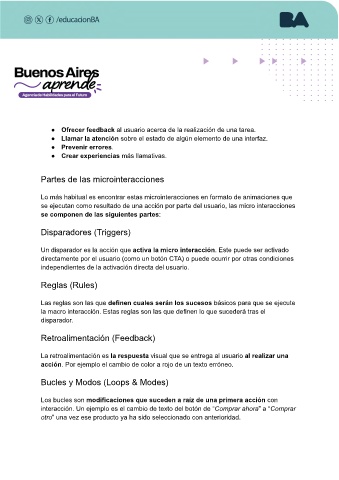 /educacionBA
BA
Buenos Aires
aprende
Agencia de Habilidades para el Futuro
● Ofrecer feedback al usuario acerca de la realización de una tarea.
● Llamar la atención sobre el estado de algún elemento de una interfaz.
● Prevenir errores.
● Crear experiencias más llamativas.
Partes de las microinteracciones
Lo más habitual es encontrar estas microinteracciones en formato de animaciones que
se ejecutan como resultado de una acción por parte del usuario, las micro interacciones
se componen de las siguientes partes:
Disparadores (Triggers)
Un disparador es la acción que activa la micro interacción. Este puede ser activado
directamente por el usuario (como un botón CTA) o puede ocurrir por otras condiciones
independientes de la activación directa del usuario.
Reglas (Rules)
Las reglas son las que definen cuales serán los sucesos básicos para que se ejecute
la macro interacción. Estas reglas son las que definen lo que sucederá tras el
disparador.
Retroalimentación (Feedback)
La retroalimentación es la respuesta visual que se entrega al usuario al realizar una
acción. Por ejemplo el cambio de color a rojo de un texto erróneo.
Bucles y Modos (Loops & Modes)
Los bucles son modificaciones que suceden a raíz de una primera acción con
interacción. Un ejemplo es el cambio de texto del botón de “Comprar ahora” a “Comprar
otro” una vez ese producto ya ha sido seleccionado con anterioridad.